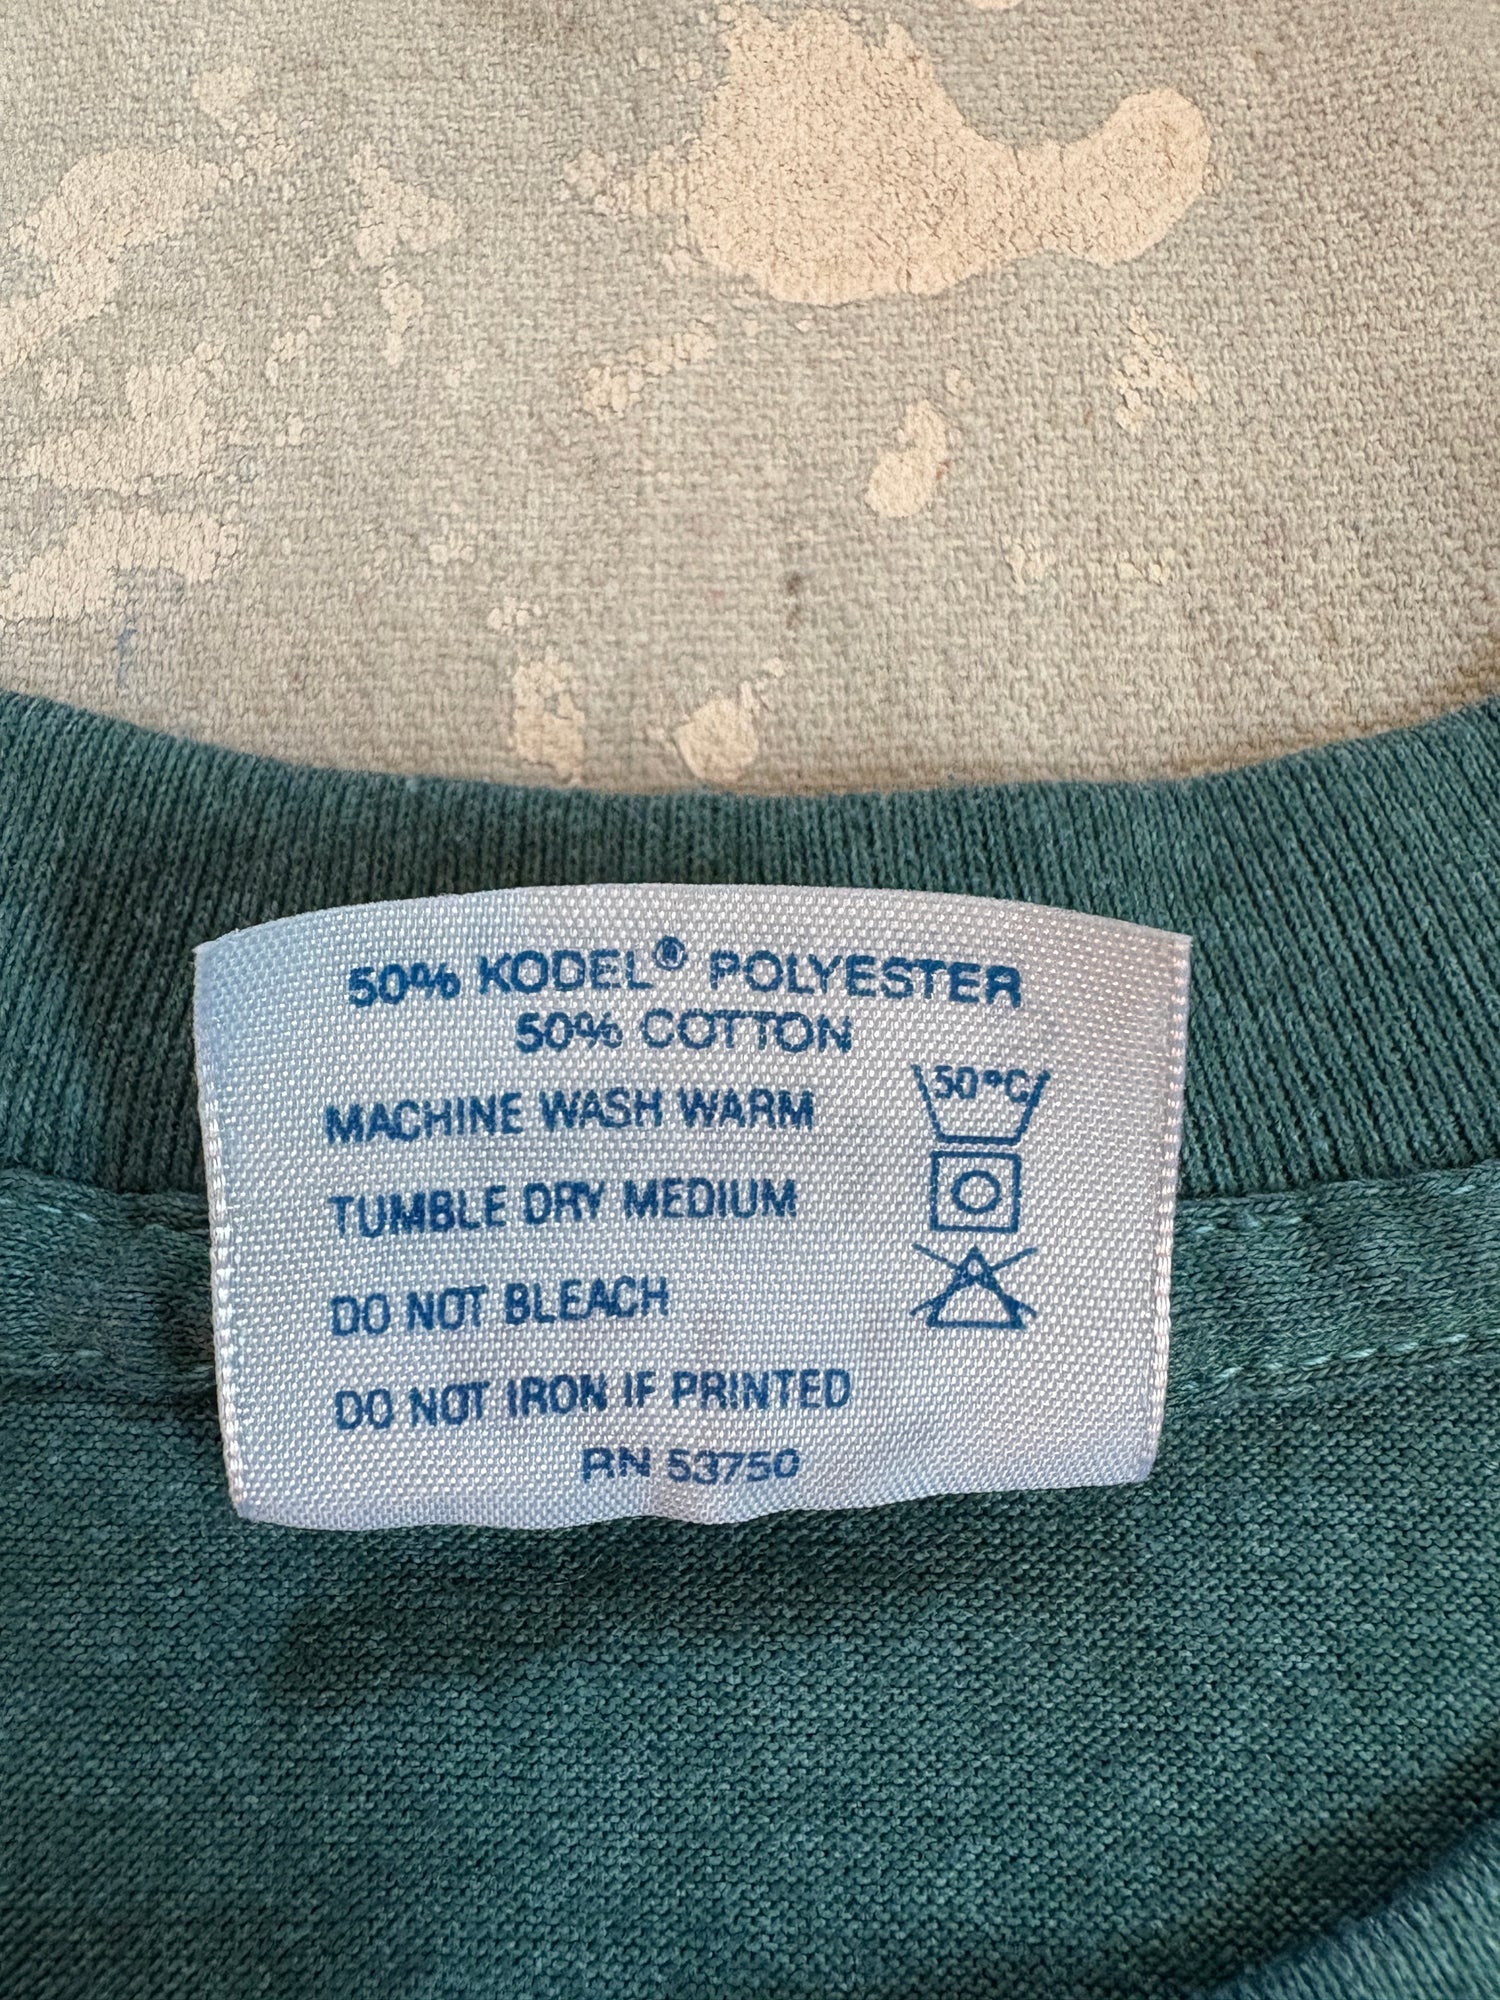 50% KODEL® POLYESTER
50% COTTON
MACHINE WASH WARM
50°C
TUMBLE DRY MEDIUM
DO NOT BLEACH
DO NOT IRON IF PRINTED
RN 53750